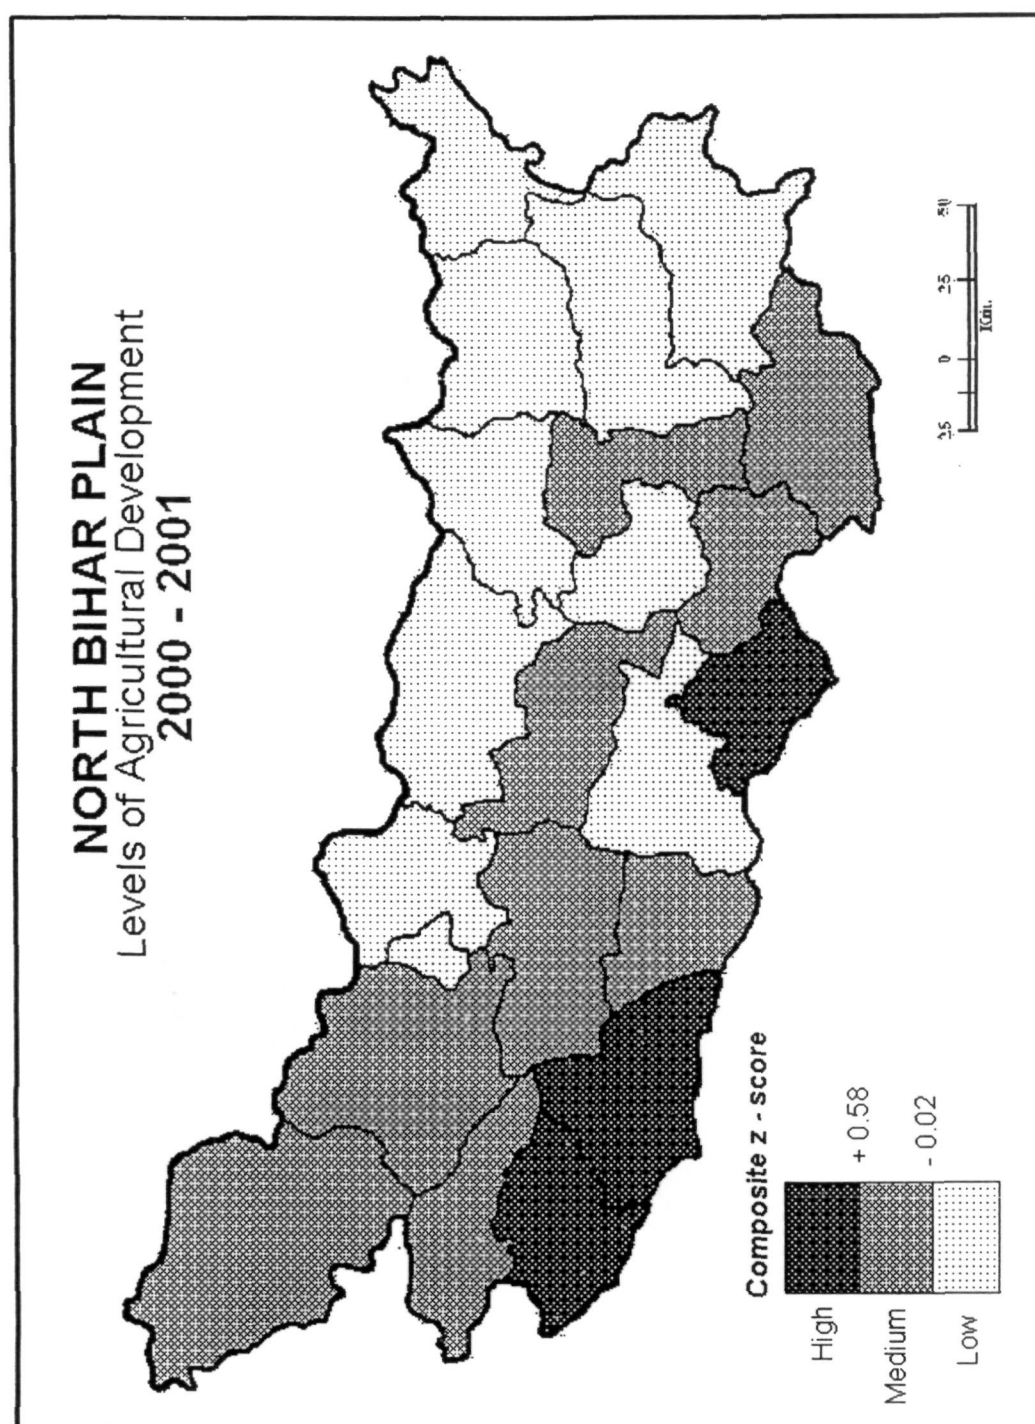 NORTH BIHAR PLAIN
Levels of Agricultural Development
2000 - 2001
Composite z - score
High
+ 0.58
Medium
- 0.02
Low
25 0 25 50
Km.